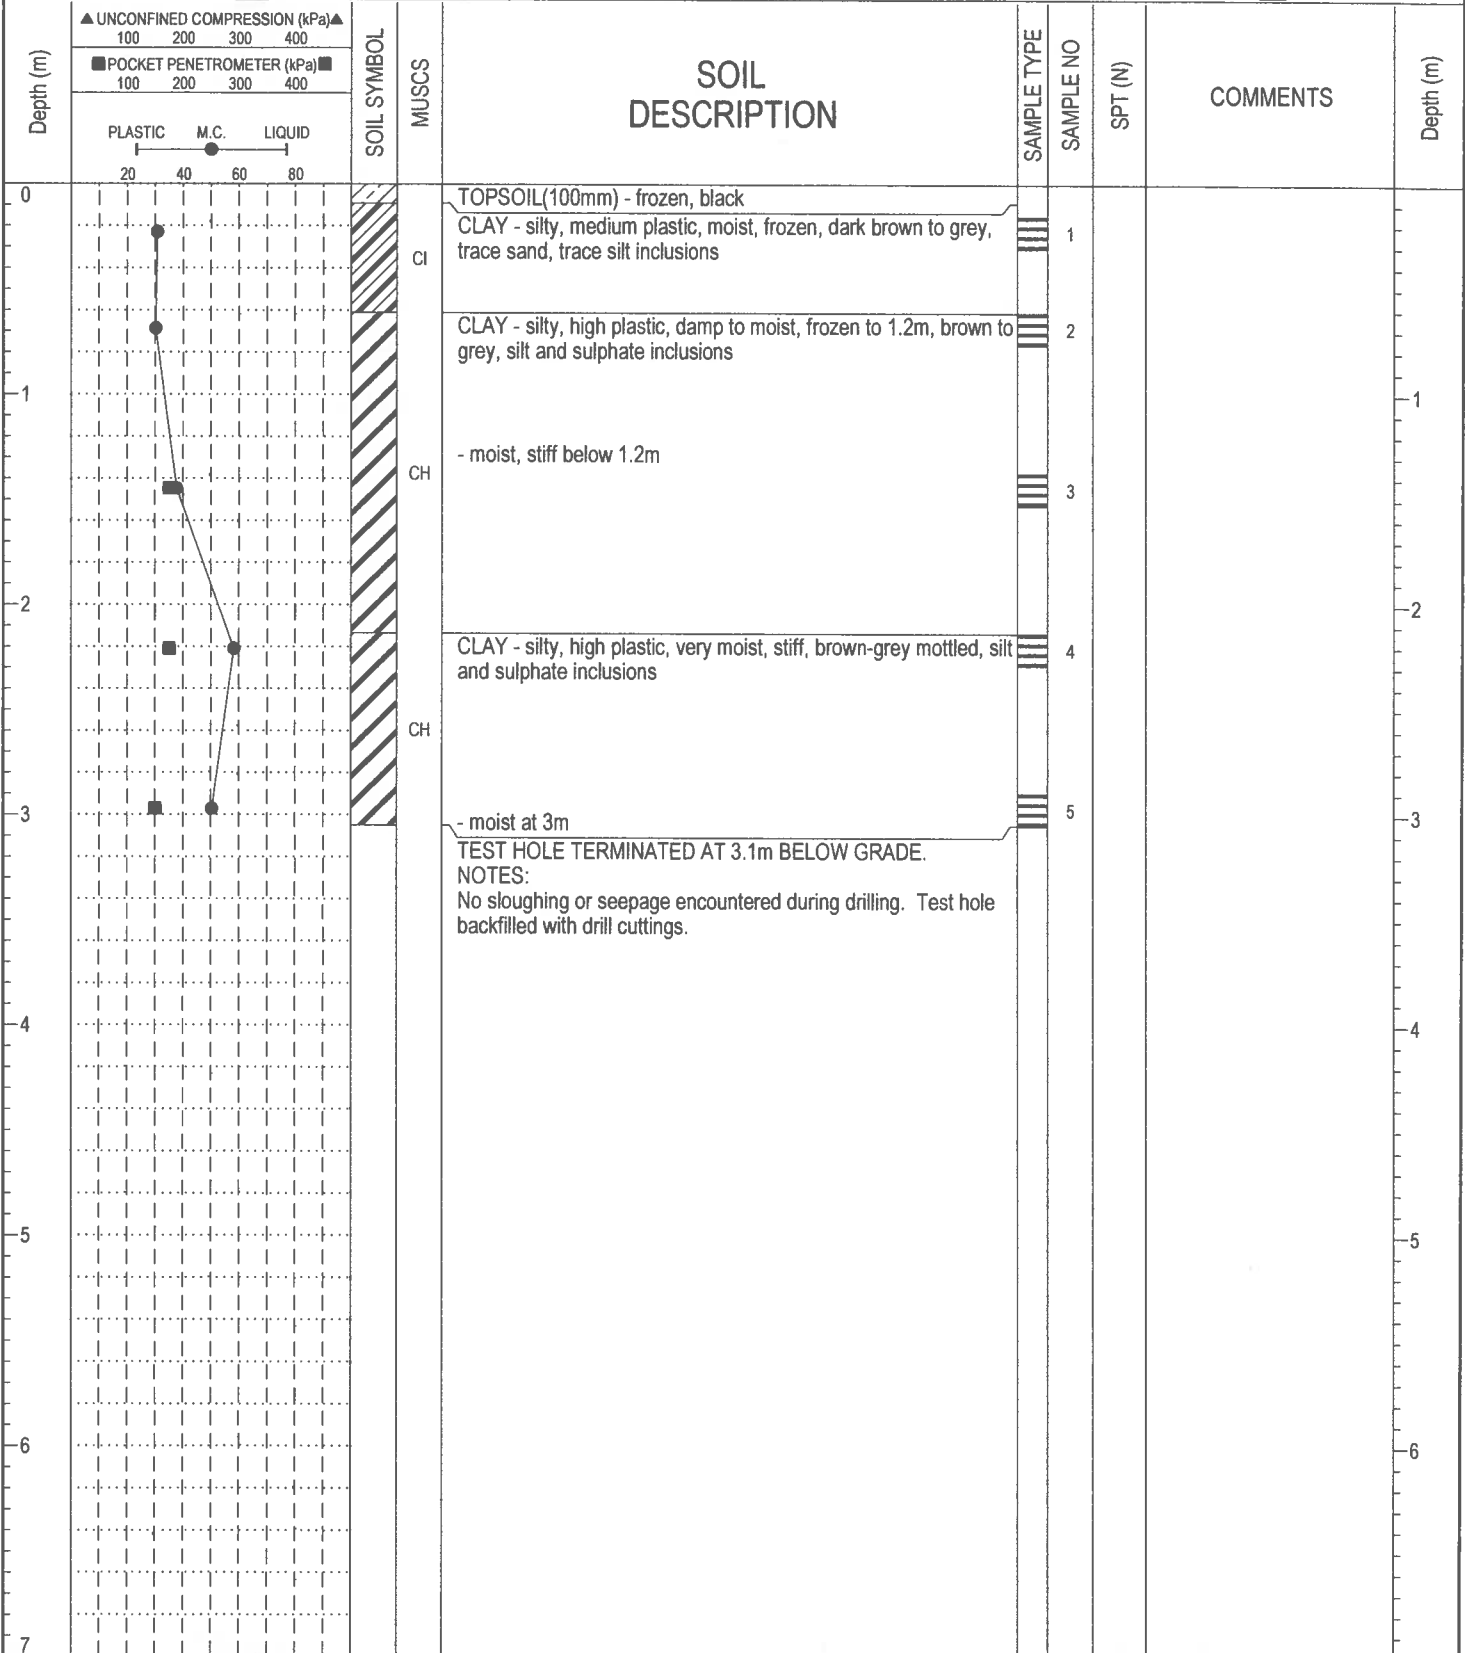 ▲ UNCONFINED COMPRESSION (kPa)▲
100 200 300 400
■POCKET PENETROMETER (kPa)■
100 200 300 400
PLASTIC M.C. LIQUID
20 40 60 80
Depth (m)
SOIL SYMBOL
MUSCS
SOIL
DESCRIPTION
SAMPLE TYPE
SAMPLE NO
SPT (N)
COMMENTS
Depth (m)
0
TOPSOIL(100mm) - frozen, black
CLAY - silty, medium plastic, moist, frozen, dark brown to grey,
trace sand, trace silt inclusions
CI
1
CLAY - silty, high plastic, damp to moist, frozen to 1.2m, brown to
grey, silt and sulphate inclusions
2
1
1
- moist, stiff below 1.2m
CH
3
2
2
CLAY - silty, high plastic, very moist, stiff, brown-grey mottled, silt
and sulphate inclusions
4
CH
5
3
- moist at 3m
3
TEST HOLE TERMINATED AT 3.1m BELOW GRADE.
NOTES:
No sloughing or seepage encountered during drilling. Test hole
backfilled with drill cuttings.
4
4
5
5
6
6
7